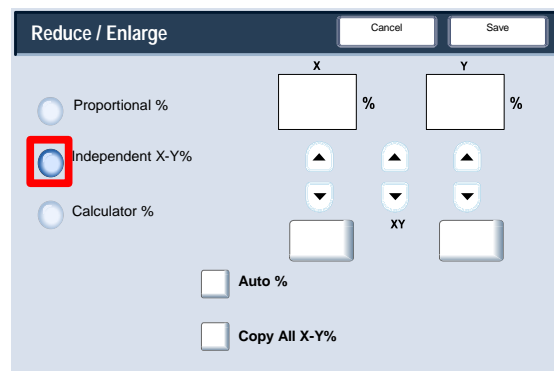 Reduce / Enlarge
Cancel
Save
X
Y
Proportional %
%
%
Independent X-Y%
Calculator %
XY
Auto %
Copy All X-Y%